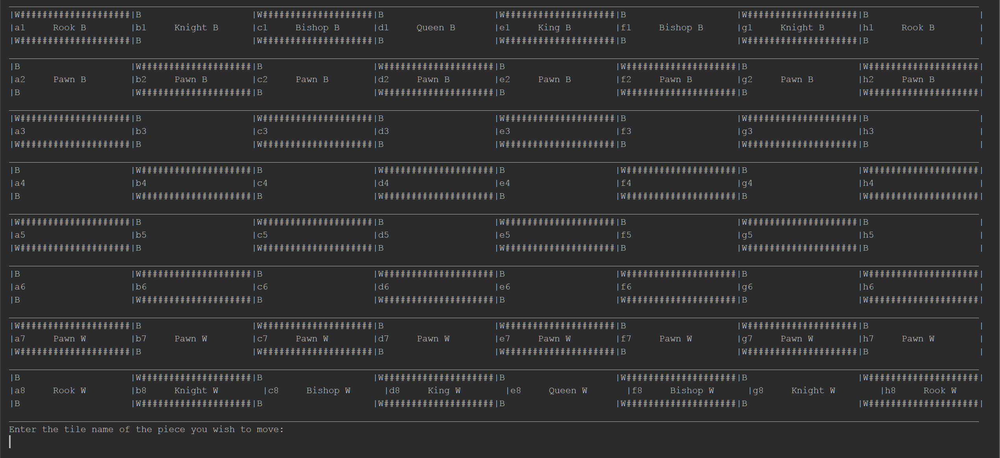 |W####################|B                    |W#####################|B                    |W####################|B                    |W#####################|B                    |
|a1     Rook B        |b1     Knight B      |c1     Bishop B      |d1     Queen B       |e1     King B        |f1     Bishop B      |g1     Knight B      |h1     Rook B        |
|W####################|B                    |W#####################|B                    |W####################|B                    |W#####################|B                    |
|B                    |W####################|B                    |W####################|B                    |W####################|B                    |W####################|
|a2     Pawn B        |b2     Pawn B        |c2     Pawn B        |d2     Pawn B        |e2     Pawn B        |f2     Pawn B        |g2     Pawn B        |h2     Pawn B        |
|B                    |W####################|B                    |W####################|B                    |W####################|B                    |W####################|
|W####################|B                    |W####################|B                    |W####################|B                    |W####################|B                    |
|a3                   |b3                   |c3                   |d3                   |e3                   |f3                   |g3                   |h3                   |
|W####################|B                    |W####################|B                    |W####################|B                    |W####################|B                    |
|B                    |W####################|B                    |W####################|B                    |W####################|B                    |W####################|
|a4                   |b4                   |c4                   |d4                   |e4                   |f4                   |g4                   |h4                   |
|B                    |W####################|B                    |W####################|B                    |W####################|B                    |W####################|
|W####################|B                    |W####################|B                    |W####################|B                    |W####################|B                    |
|a5                   |b5                   |c5                   |d5                   |e5                   |f5                   |g5                   |h5                   |
|W####################|B                    |W####################|B                    |W####################|B                    |W####################|B                    |
|B                    |W####################|B                    |W####################|B                    |W####################|B                    |W####################|
|a6                   |b6                   |c6                   |d6                   |e6                   |f6                   |g6                   |h6                   |
|B                    |W####################|B                    |W####################|B                    |W####################|B                    |W####################|
|W####################|B                    |W####################|B                    |W####################|B                    |W####################|B                    |
|a7     Pawn W        |b7     Pawn W        |c7     Pawn W        |d7     Pawn W        |e7     Pawn W        |f7     Pawn W        |g7     Pawn W        |h7     Pawn W        |
|W####################|B                    |W####################|B                    |W####################|B                    |W####################|B                    |
|B                    |W####################|B                    |W####################|B                    |W####################|B                    |W####################|
|a8     Rook W        |b8     Knight W        |c8     Bishop W      |d8     King W        |e8     Queen W       |f8     Bishop W      |g8     Knight W        |h8     Rook W
|B                    |W####################|B                    |W####################|B                    |W####################|B                    |W####################|
Enter the tile name of the piece you wish to move: